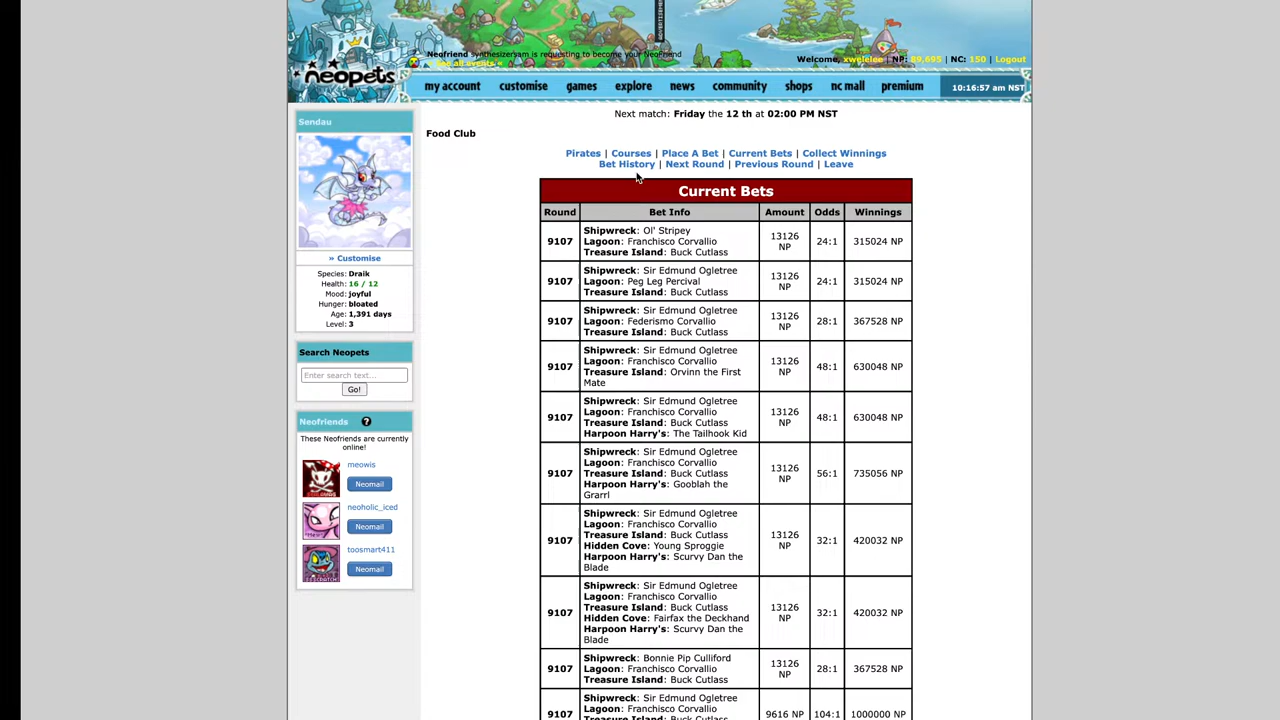 ADVERTISEMENT
Neofriend synthesizersam is requesting to become your NeoFriend
» See all events «
Welcome, xwelelee | NP: 89,695 | NC: 150 | Logout
neopets
my account customise games explore news community shops nc mall premium 10:16:57 am NST
Next match: Friday the 12 th at 02:00 PM NST
Food Club
Pirates | Courses | Place A Bet | Current Bets | Collect Winnings
Bet History | Next Round | Previous Round | Leave
Sendau
» Customise
Species: Draik
Health: 16 / 12
Mood: joyful
Hunger: bloated
Age: 1,391 days
Level: 3
Search Neopets
Enter search text...
Go!
Neofriends ?
These Neofriends are currently
online!
meowis
Neomail
neoholic_iced
Neomail
toosmart411
Neomail
Current Bets
Round Bet Info Amount Odds Winnings
Shipwreck: Ol' Stripey
9107 Lagoon: Franchisco Corvallio 13126 NP 24:1 315024 NP
Treasure Island: Buck Cutlass
Shipwreck: Sir Edmund Ogletree
9107 Lagoon: Peg Leg Percival 13126 NP 24:1 315024 NP
Treasure Island: Buck Cutlass
Shipwreck: Sir Edmund Ogletree
9107 Lagoon: Federismo Corvallio 13126 NP 28:1 367528 NP
Treasure Island: Buck Cutlass
Shipwreck: Sir Edmund Ogletree
Lagoon: Franchisco Corvallio
9107 Treasure Island: Orvinn the First 13126 NP 48:1 630048 NP
Mate
Shipwreck: Sir Edmund Ogletree
Lagoon: Franchisco Corvallio
9107 Treasure Island: Buck Cutlass 13126 NP 48:1 630048 NP
Harpoon Harry's: The Tailhook Kid
Shipwreck: Sir Edmund Ogletree
Lagoon: Franchisco Corvallio
9107 Treasure Island: Buck Cutlass 13126 NP 56:1 735056 NP
Harpoon Harry's: Gooblah the
Grarrl
Shipwreck: Sir Edmund Ogletree
Lagoon: Franchisco Corvallio
Treasure Island: Buck Cutlass
9107 Hidden Cove: Young Sproggie 13126 NP 32:1 420032 NP
Harpoon Harry's: Scurvy Dan the
Blade
Shipwreck: Sir Edmund Ogletree
Lagoon: Franchisco Corvallio
Treasure Island: Buck Cutlass
9107 Hidden Cove: Fairfax the Deckhand 13126 NP 32:1 420032 NP
Harpoon Harry's: Scurvy Dan the
Blade
Shipwreck: Bonnie Pip Culliford
9107 Lagoon: Franchisco Corvallio 13126 NP 28:1 367528 NP
Treasure Island: Buck Cutlass
Shipwreck: Sir Edmund Ogletree
Lagoon: Franchisco Corvallio
9107 Treasure Island: Buck Cutlass 9616 NP 104:1 1000000 NP